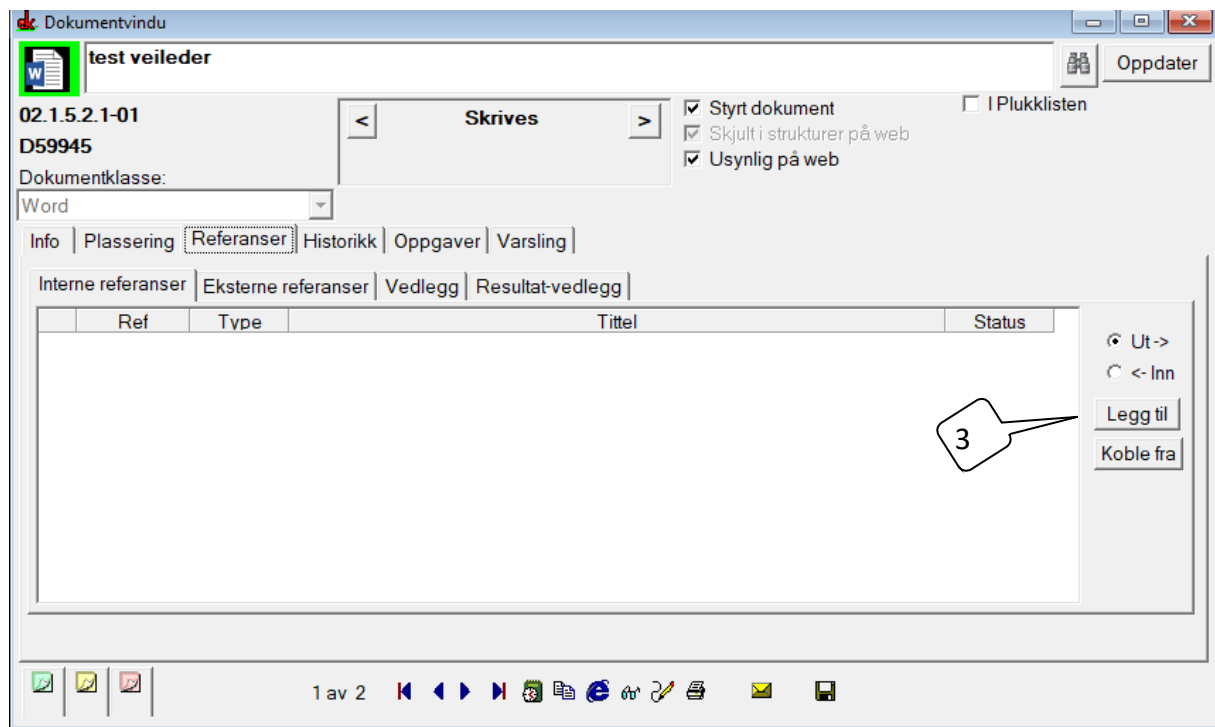 dk Dokumentvindu
test veileder
Oppdater
02.1.5.2.1-01
D59945
Dokumentklasse:
Word
< Skrives >
Styrt dokument
Skjult i strukturer på web
Usynlig på web
I Plukklisten
Info Plassering Referanser Historikk Oppgaver Varsling
Interne referanser Eksterne referanser Vedlegg Resultat-vedlegg
Ref Type Tittel Status
Ut ->
<- Inn
Legg til
3
Koble fra
1 av 2